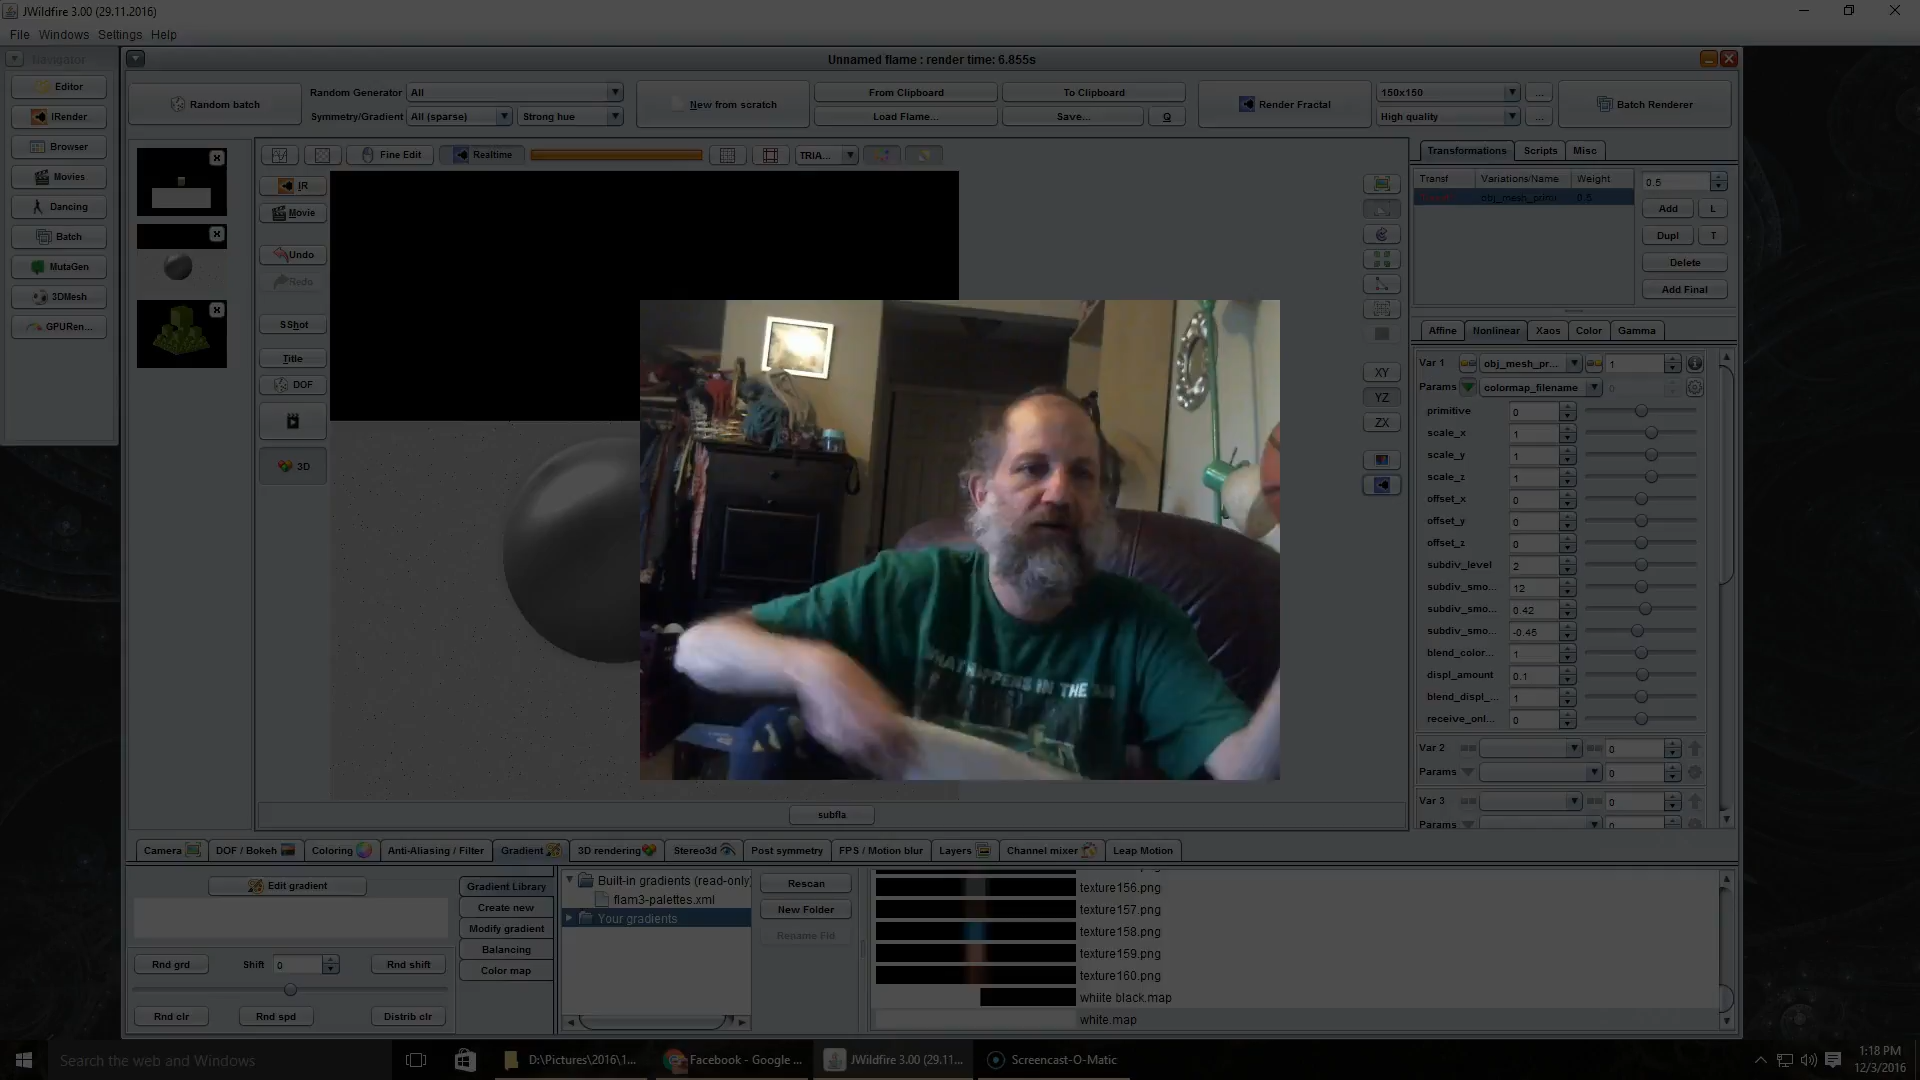 JWildfire 3.00 (29.11.2016)
File Windows Settings Help
Navigator
Unnamed flame : render time: 6.855s
Editor
IRender
Browser
Movies
Dancing
Batch
MutaGen
3DMesh
GPURen...
Random batch
Random Generator All
Symmetry/Gradient All (sparse) Strong hue
New from scratch
From Clipboard
To Clipboard
Load Flame...
Save...
Q
Render Fractal
150x150 ...
High quality ...
Batch Renderer
Fine Edit
Realtime
TRIA...
IR
Movie
Undo
Redo
SShot
Title
DOF
3D
XY
YZ
ZX
WHAT HAPPENS IN THE
subfla
Transformations Scripts Misc
Transf Variations/Name Weight
obj_mesh_primi 0.5
0.5
Add L
Dupl T
Delete
Add Final
Affine Nonlinear Xaos Color Gamma
Var 1 obj_mesh_pr... 1
Params colormap_filename 0
primitive 0
scale_x 1
scale_y 1
scale_z 1
offset_x 0
offset_y 0
offset_z 0
subdiv_level 2
subdiv_smo... 12
subdiv_smo... 0.42
subdiv_smo... -0.45
blend_color... 1
displ_amount 0.1
blend_displ_... 1
receive_onl... 0
Var 2 0
Params 0
Var 3 0
Params 0
Camera DOF / Bokeh Coloring Anti-Aliasing / Filter Gradient 3D rendering Stereo3d Post symmetry FPS / Motion blur Layers Channel mixer Leap Motion
Edit gradient
Rnd grd Shift 0 Rnd shift
Rnd clr Rnd spd Distrib clr
Gradient Library
Create new
Modify gradient
Balancing
Color map
Built-in gradients (read-only)
flam3-palettes.xml
Your gradients
Rescan
New Folder
Rename Fld
texture156.png
texture157.png
texture158.png
texture159.png
texture160.png
whiite black.map
white.map
Search the web and Windows
D:\Pictures\2016\1...
Facebook - Google ...
JWildfire 3.00 (29.11...
Screencast-O-Matic
1:18 PM
12/3/2016